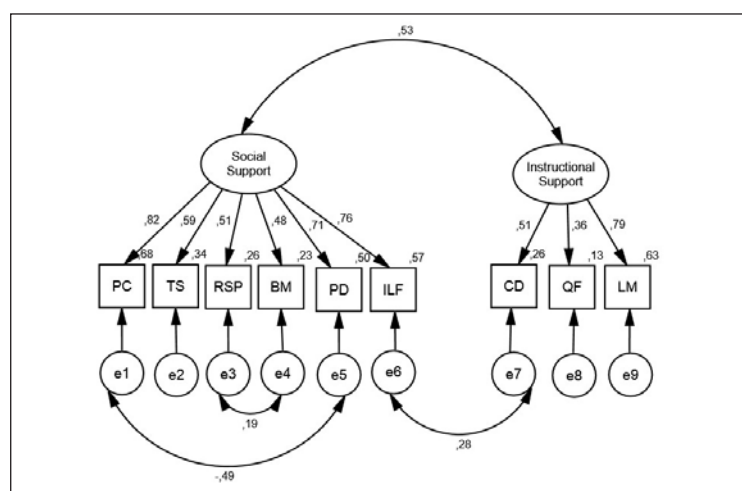 ,53
Social
Support
Instructional
Support
,82
,59
,51
,48
,71
,76
,51
,36
,79
,68
,34
,26
,23
,50
,57
,26
,13
,63
PC
TS
RSP
BM
PD
ILF
CD
QF
LM
e1
e2
e3
e4
e5
e6
e7
e8
e9
,19
,28
-,49